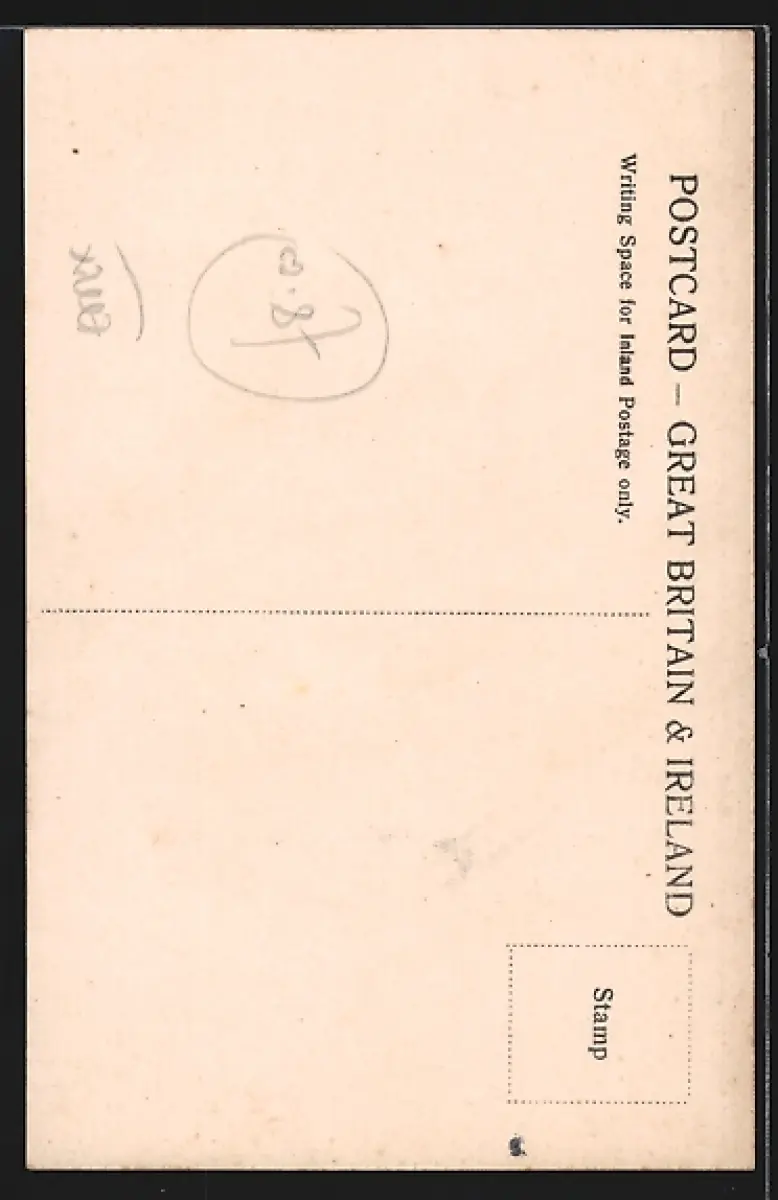 POSTCARD — GREAT BRITAIN & IRELAND
Writing Space for Inland Postage only.
Stamp